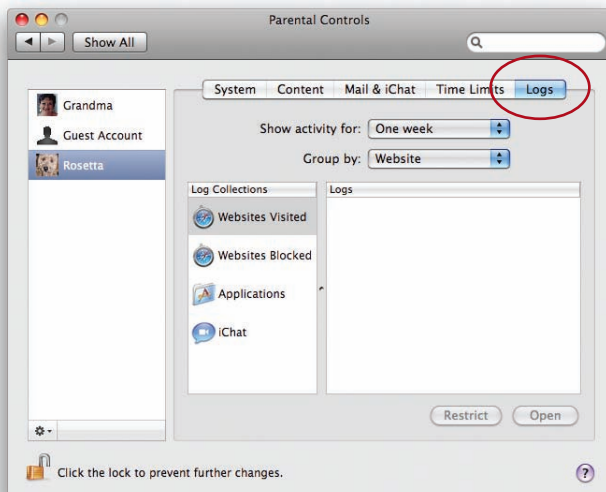 Parental Controls
Show All
System Content Mail & iChat Time Limits Logs
Grandma
Guest Account
Rosetta
Show activity for: One week
Group by: Website
Log Collections Logs
Websites Visited
Websites Blocked
Applications
iChat
Restrict Open
Click the lock to prevent further changes.
?